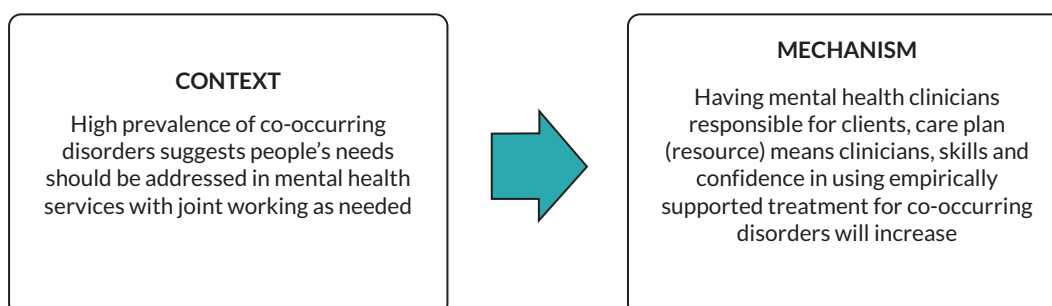 CONTEXT
High prevalence of co-occurring
disorders suggests people's needs
should be addressed in mental health
services with joint working as needed
MECHANISM
Having mental health clinicians
responsible for clients, care plan
(resource) means clinicians, skills and
confidence in using empirically
supported treatment for co-occurring
disorders will increase